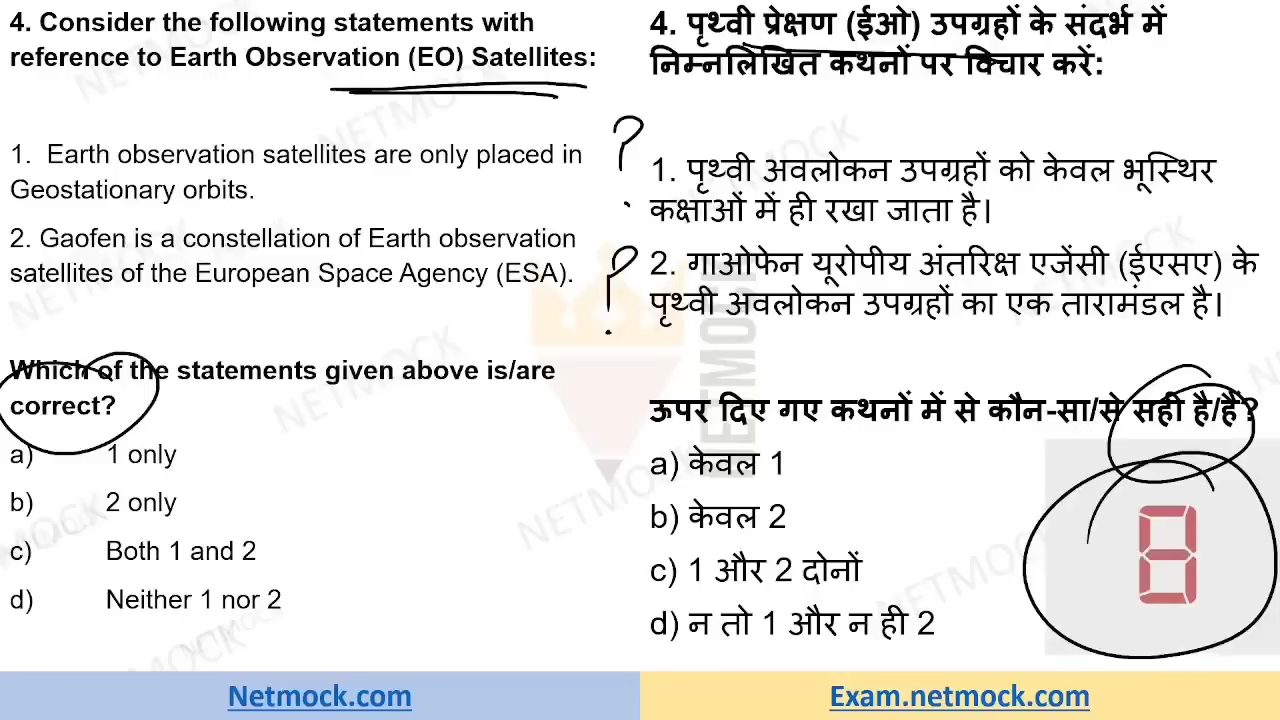 4. Consider the following statements with
reference to Earth Observation (EO) Satellites:
1. Earth observation satellites are only placed in
Geostationary orbits.
2. Gaofen is a constellation of Earth observation
satellites of the European Space Agency (ESA).
Which of the statements given above is/are
correct?
a) 1 only
b) 2 only
c) Both 1 and 2
d) Neither 1 nor 2
4. पृथ्वी प्रेक्षण (ईओ) उपग्रहों के संदर्भ में
निम्नलिखित कथनों पर विचार करें:
?
1. पृथ्वी अवलोकन उपग्रहों को केवल भूस्थिर
कक्षाओं में ही रखा जाता है।
?
2. गाओफेन यूरोपीय अंतरिक्ष एजेंसी (ईएसए) के
पृथ्वी अवलोकन उपग्रहों का एक तारामंडल है।
ऊपर दिए गए कथनों में से कौन-सा/से सही है/हैं?
a) केवल 1
b) केवल 2
c) 1 और 2 दोनों
d) न तो 1 और न ही 2
8
NETMOCK
Netmock.com
Exam.netmock.com